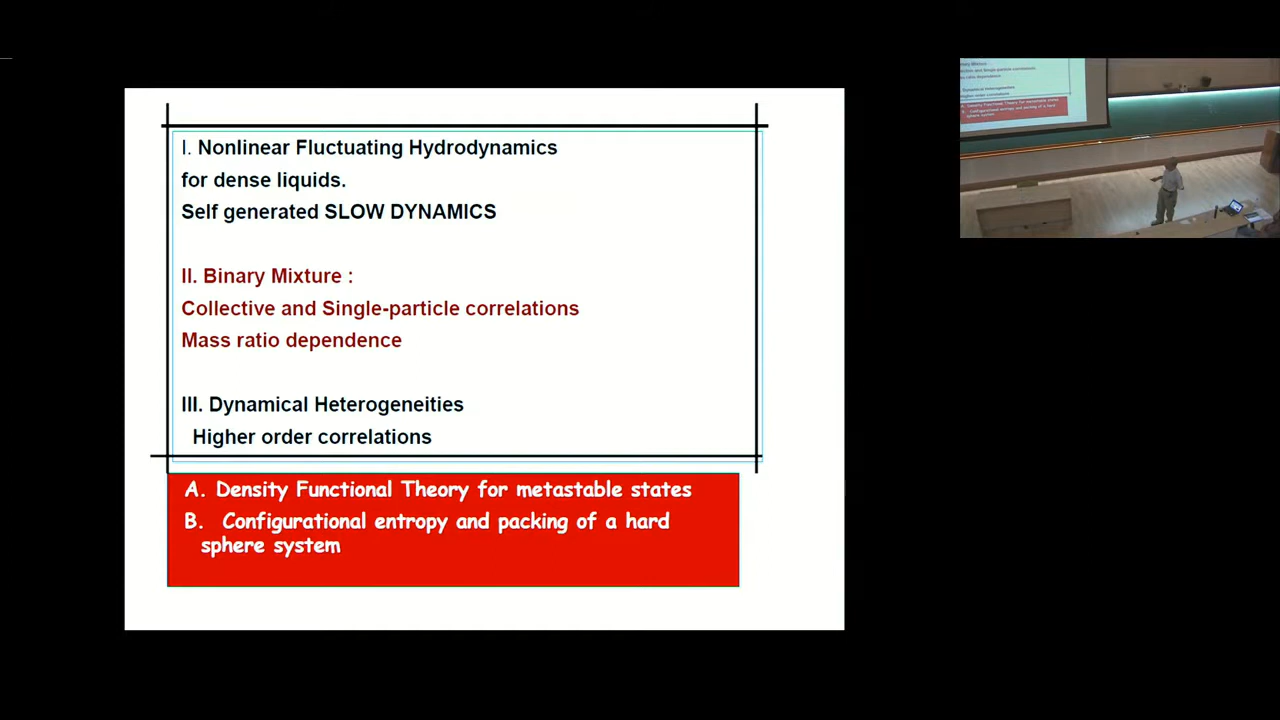 I. Nonlinear Fluctuating Hydrodynamics
for dense liquids.
Self generated SLOW DYNAMICS
II. Binary Mixture :
Collective and Single-particle correlations
Mass ratio dependence
III. Dynamical Heterogeneities
Higher order correlations
A. Density Functional Theory for metastable states
B. Configurational entropy and packing of a hard
sphere system